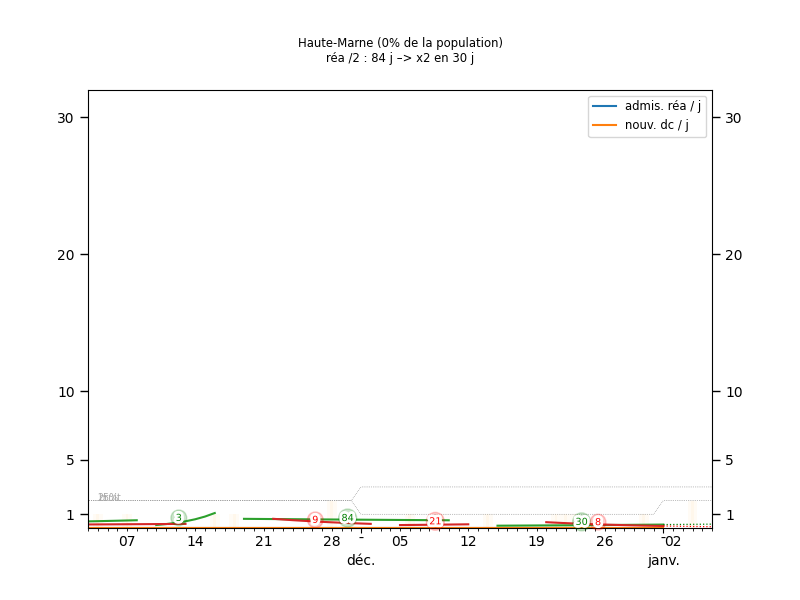 Haute-Marne (0% de la population)
réa /2 : 84 j –> x2 en 30 j
admis. réa / j
nouv. dc / j
30 30
20 20
10 10
5 5
1 1
3 9 84 21 30 8
07 14 21 28 - 05 12 19 26 - 02
déc. janv.